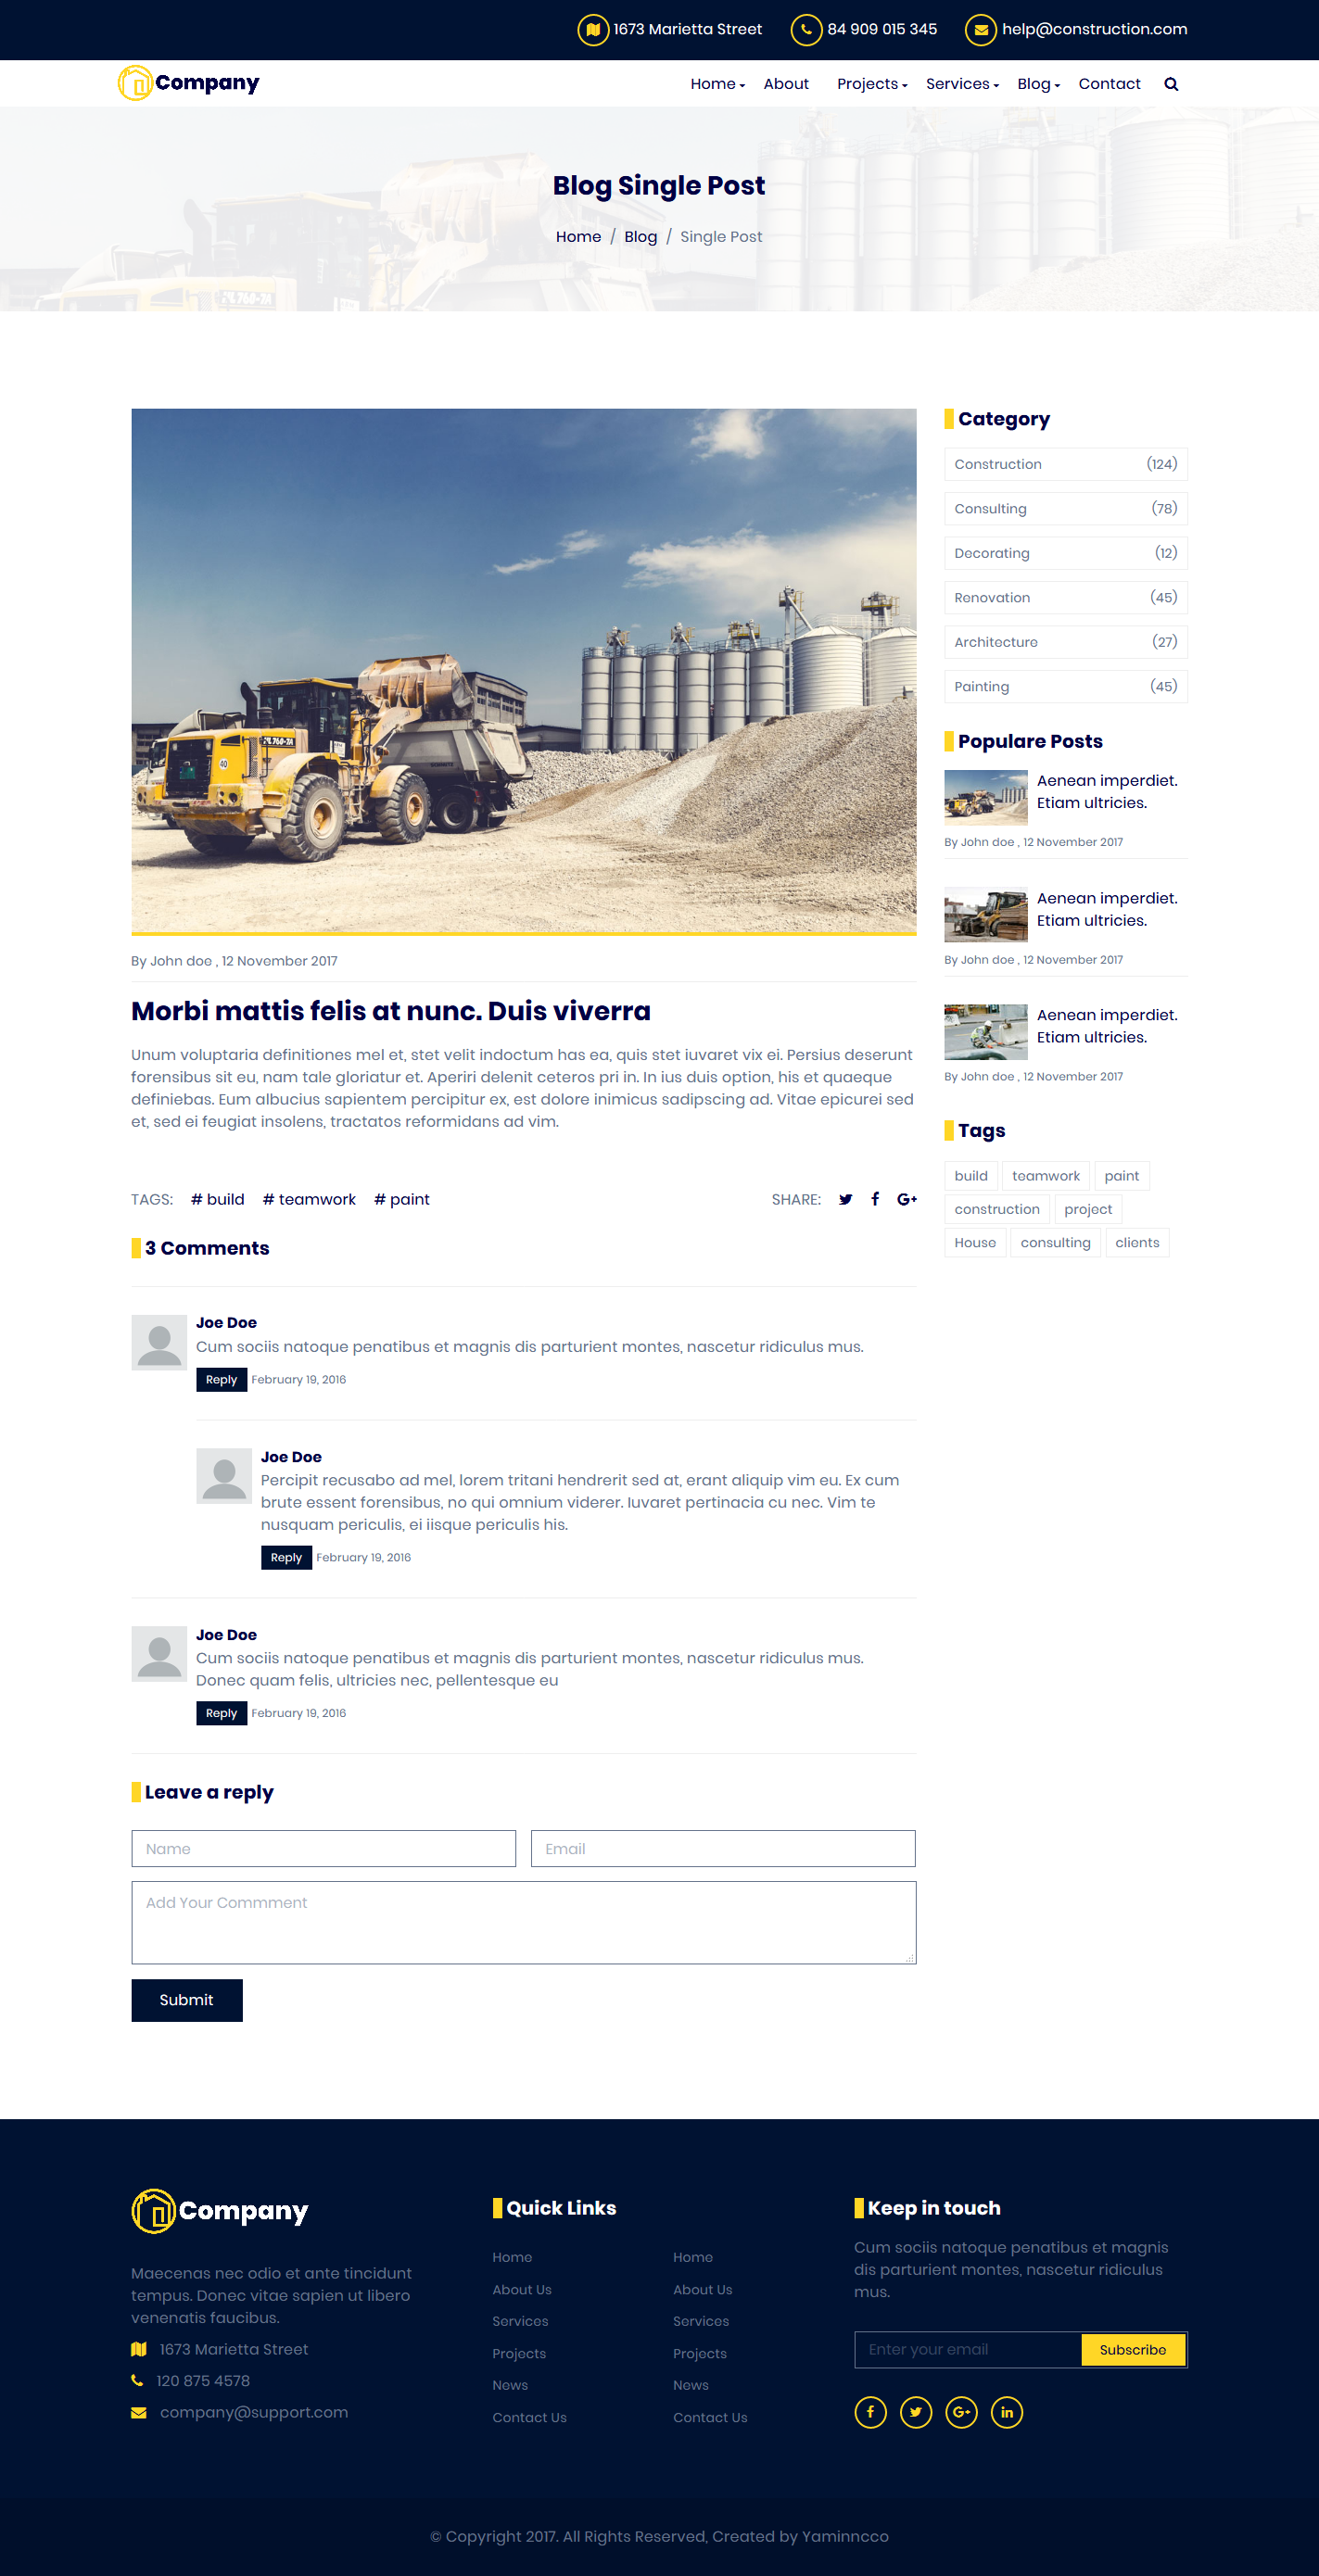 1673 Marietta Street 84 909 015 345 help@construction.com
Company Home About Projects Services Blog Contact
Blog Single Post
Home / Blog / Single Post
By John doe , 12 November 2017
Morbi mattis felis at nunc. Duis viverra
Unum voluptaria definitiones mel et, stet velit indoctum has ea, quis stet iuvaret vix ei. Persius deserunt
forensibus sit eu, nam tale gloriatur et. Aperiri delenit ceteros pri in. In ius duis option, his et quaeque
definiebas. Eum albucius sapientem percipitur ex, est dolore inimicus sadipscing ad. Vitae epicurei sed
et, sed ei feugiat insolens, tractatos reformidans ad vim.
TAGS: # build # teamwork # paint SHARE:
3 Comments
Joe Doe
Cum sociis natoque penatibus et magnis dis parturient montes, nascetur ridiculus mus.
Reply February 19, 2016
Joe Doe
Percipit recusabo ad mel, lorem tritani hendrerit sed at, erant aliquip vim eu. Ex cum
brute essent forensibus, no qui omnium viderer. Iuvaret pertinacia cu nec. Vim te
nusquam periculis, ei iisque periculis his.
Reply February 19, 2016
Joe Doe
Cum sociis natoque penatibus et magnis dis parturient montes, nascetur ridiculus mus.
Donec quam felis, ultricies nec, pellentesque eu
Reply February 19, 2016
Leave a reply
Name Email
Add Your Commment
Submit
Category
Construction (124)
Consulting (78)
Decorating (12)
Renovation (45)
Architecture (27)
Painting (45)
Populare Posts
Aenean imperdiet.
Etiam ultricies.
By John doe , 12 November 2017
Aenean imperdiet.
Etiam ultricies.
By John doe , 12 November 2017
Aenean imperdiet.
Etiam ultricies.
By John doe , 12 November 2017
Tags
build teamwork paint
construction project
House consulting clients
Company
Maecenas nec odio et ante tincidunt
tempus. Donec vitae sapien ut libero
venenatis faucibus.
1673 Marietta Street
120 875 4578
company@support.com
Quick Links
Home Home
About Us About Us
Services Services
Projects Projects
News News
Contact Us Contact Us
Keep in touch
Cum sociis natoque penatibus et magnis
dis parturient montes, nascetur ridiculus
mus.
Enter your email Subscribe
© Copyright 2017. All Rights Reserved, Created by Yaminncco